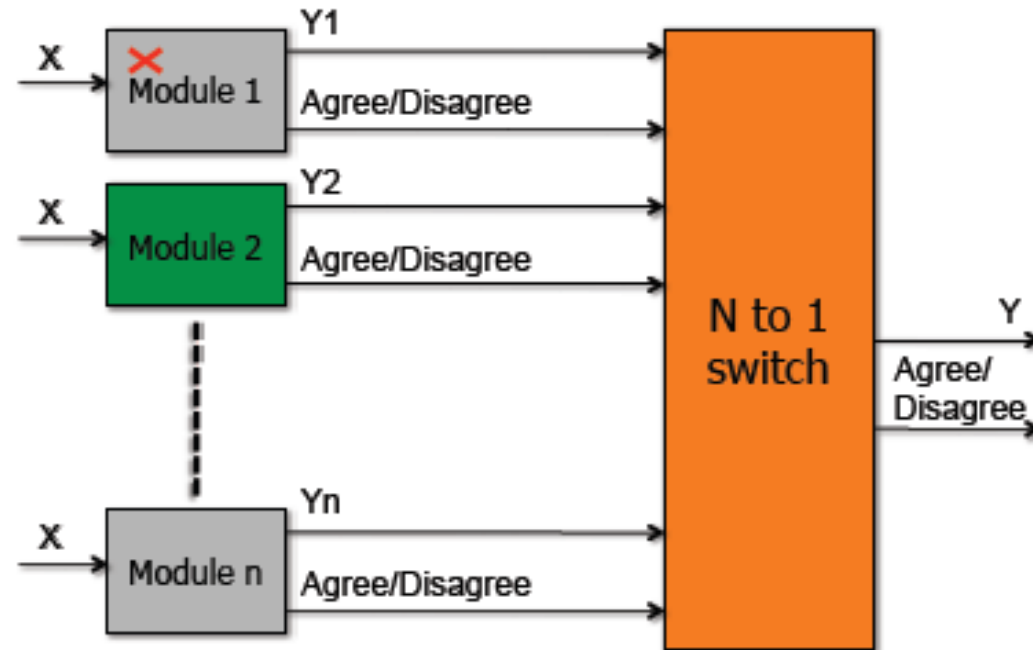 X
Module 1
Y1
Agree/Disagree
X
Module 2
Y2
Agree/Disagree
X
Module n
Yn
Agree/Disagree
N to 1
switch
Y
Agree/
Disagree